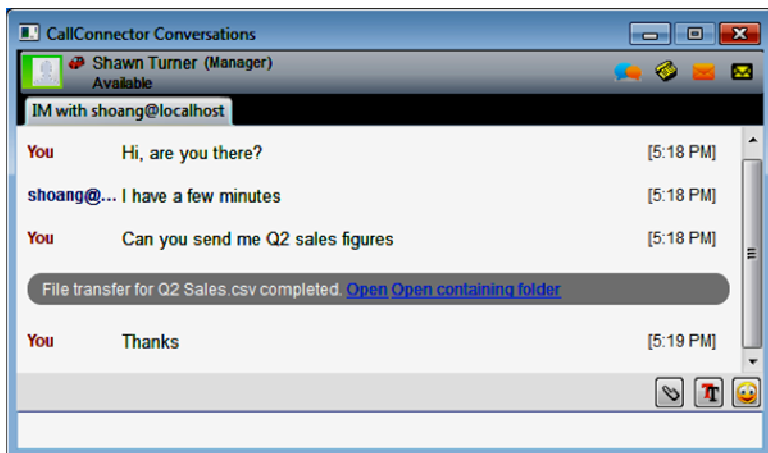 CallConnector Conversations
Shawn Turner (Manager)
Available
IM with shoang@localhost
You Hi, are you there? [5:18 PM]
shoang@... I have a few minutes [5:18 PM]
You Can you send me Q2 sales figures [5:18 PM]
File transfer for Q2 Sales.csv completed. Open Open containing folder
You Thanks [5:19 PM]
TT